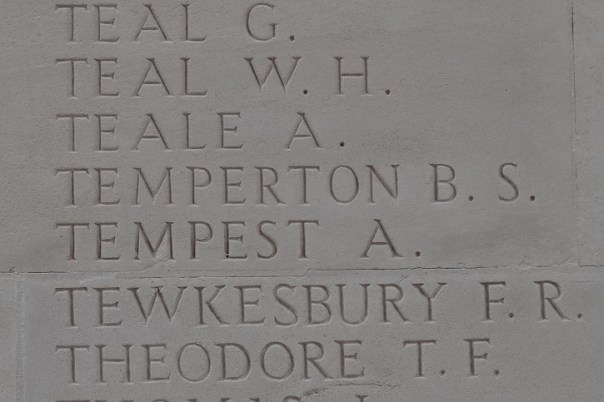 TEAL G.
TEAL W. H.
TEALE A.
TEMPERTON B. S.
TEMPEST A.
TEWKESBURY F. R.
THEODORE T. F.